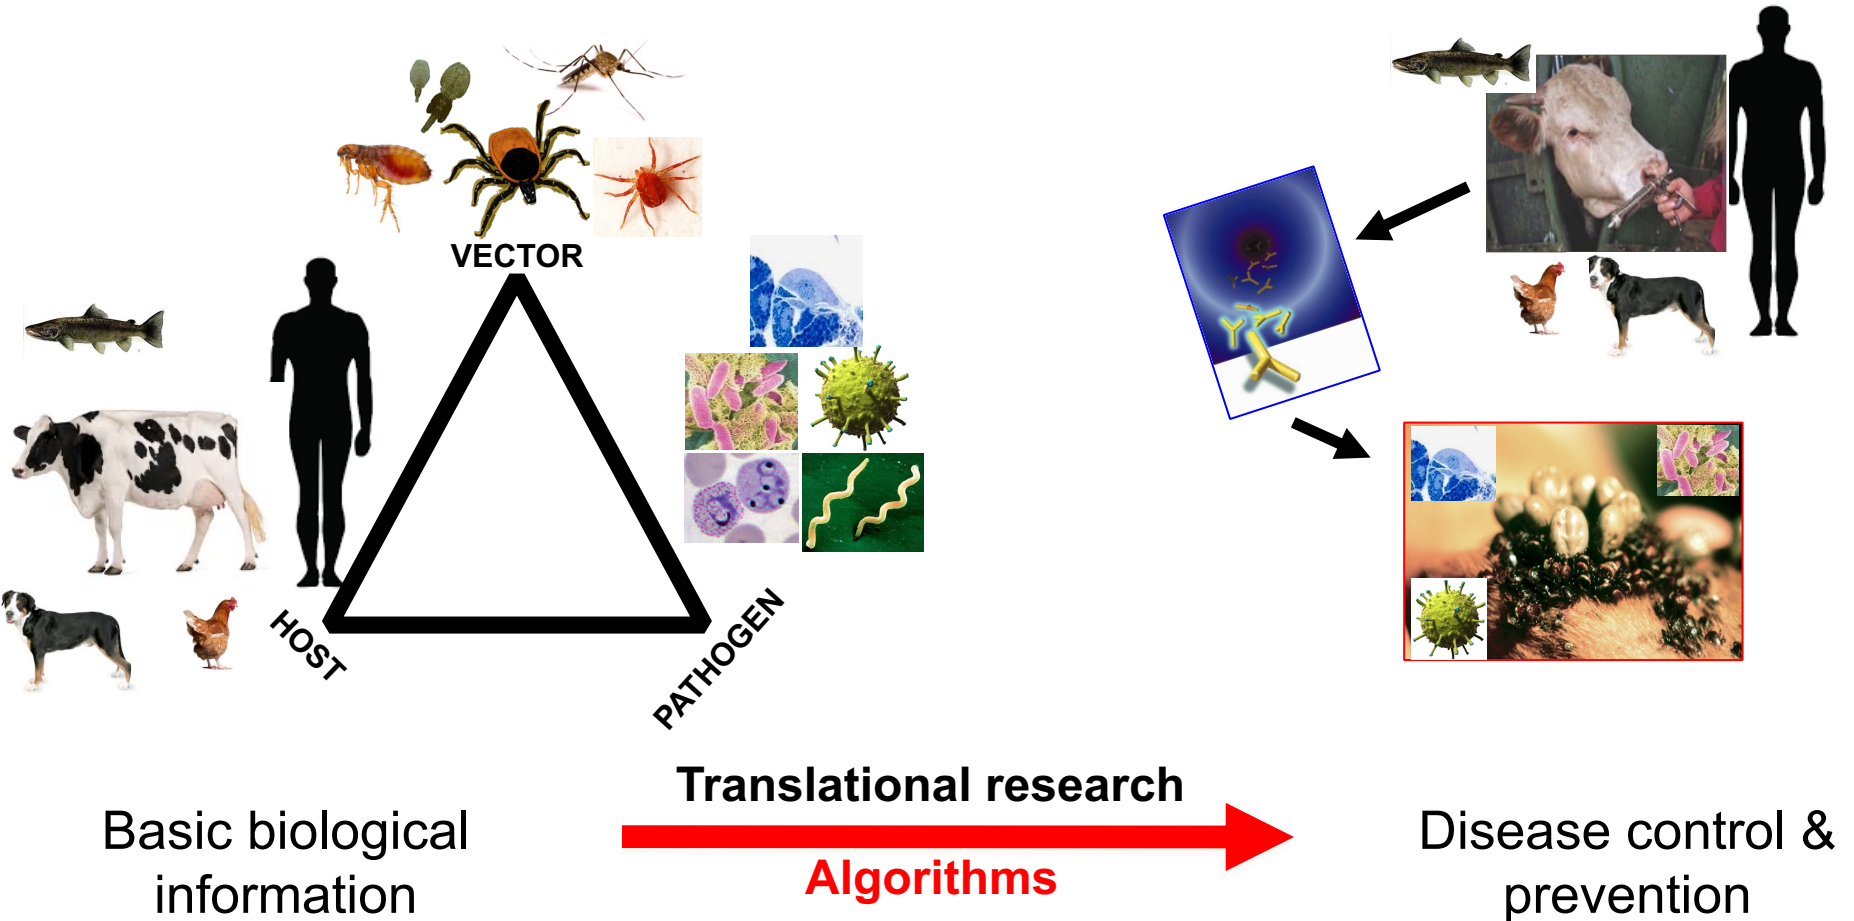 VECTOR
HOST
PATHOGEN
Translational research
Algorithms
Basic biological
information
Disease control &
prevention